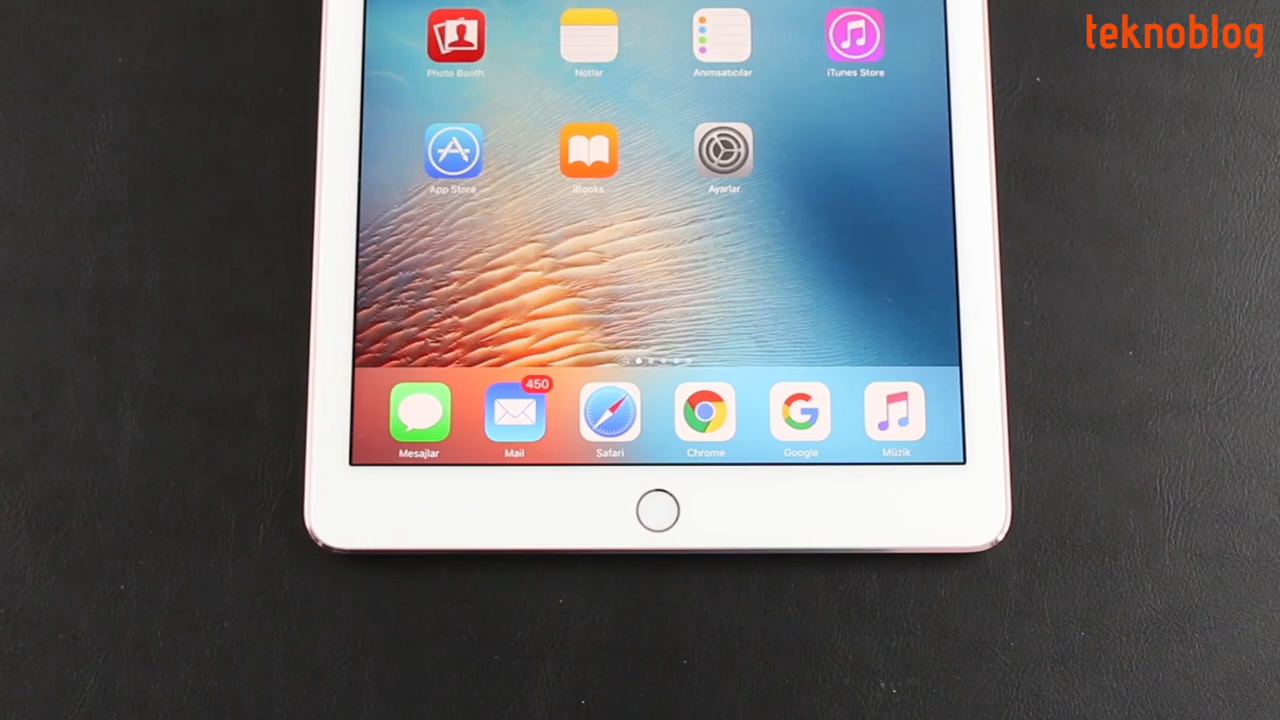 teknoblog
Photo Booth
Notlar
Anımsatıcılar
iTunes Store
App Store
iBooks
Ayarlar
450
Mesajlar
Mail
Safari
Chrome
Google
Müzik